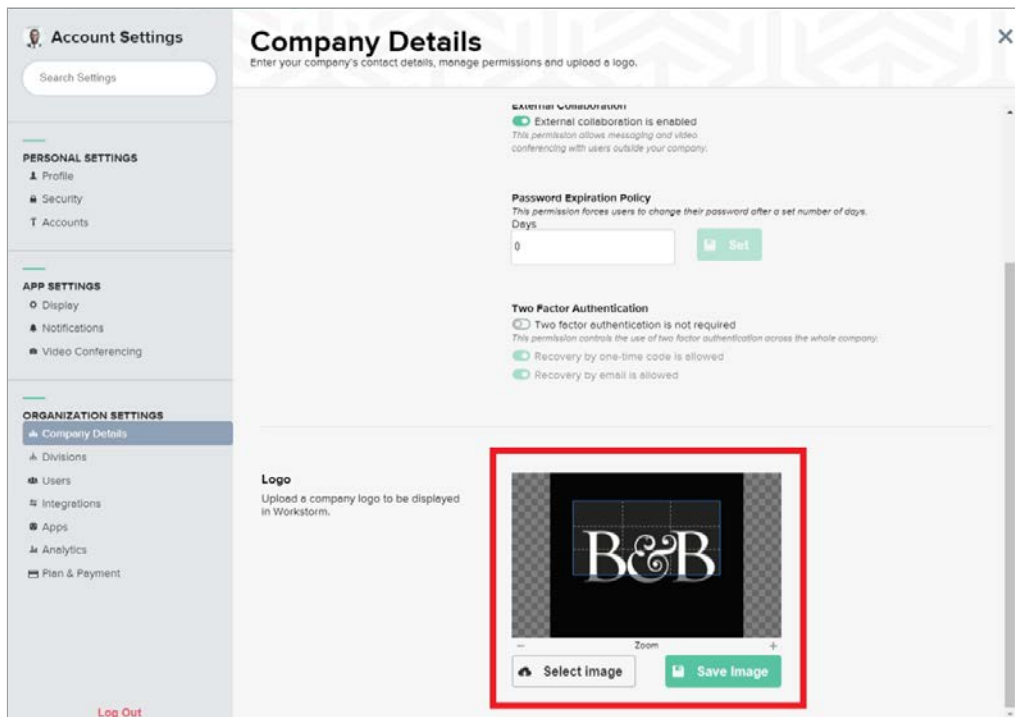 Account Settings
Search Settings
PERSONAL SETTINGS
Profile
Security
Accounts
APP SETTINGS
Display
Notifications
Video Conferencing
ORGANIZATION SETTINGS
Company Details
Divisions
Users
Integrations
Apps
Analytics
Plan & Payment
Log Out
Company Details
Enter your company's contact details, manage permissions and upload a logo.
External Collaboration
External collaboration is enabled
This permission allows messaging and video
conferencing with users outside your company.
Password Expiration Policy
This permission forces users to change their password after a set number of days.
Days
0
Set
Two Factor Authentication
Two factor authentication is not required
This permission controls the use of two factor authentication across the whole company.
Recovery by one-time code is allowed
Recovery by email is allowed
Logo
Upload a company logo to be displayed
in Workstorm.
B&B
Zoom
Select image
Save Image